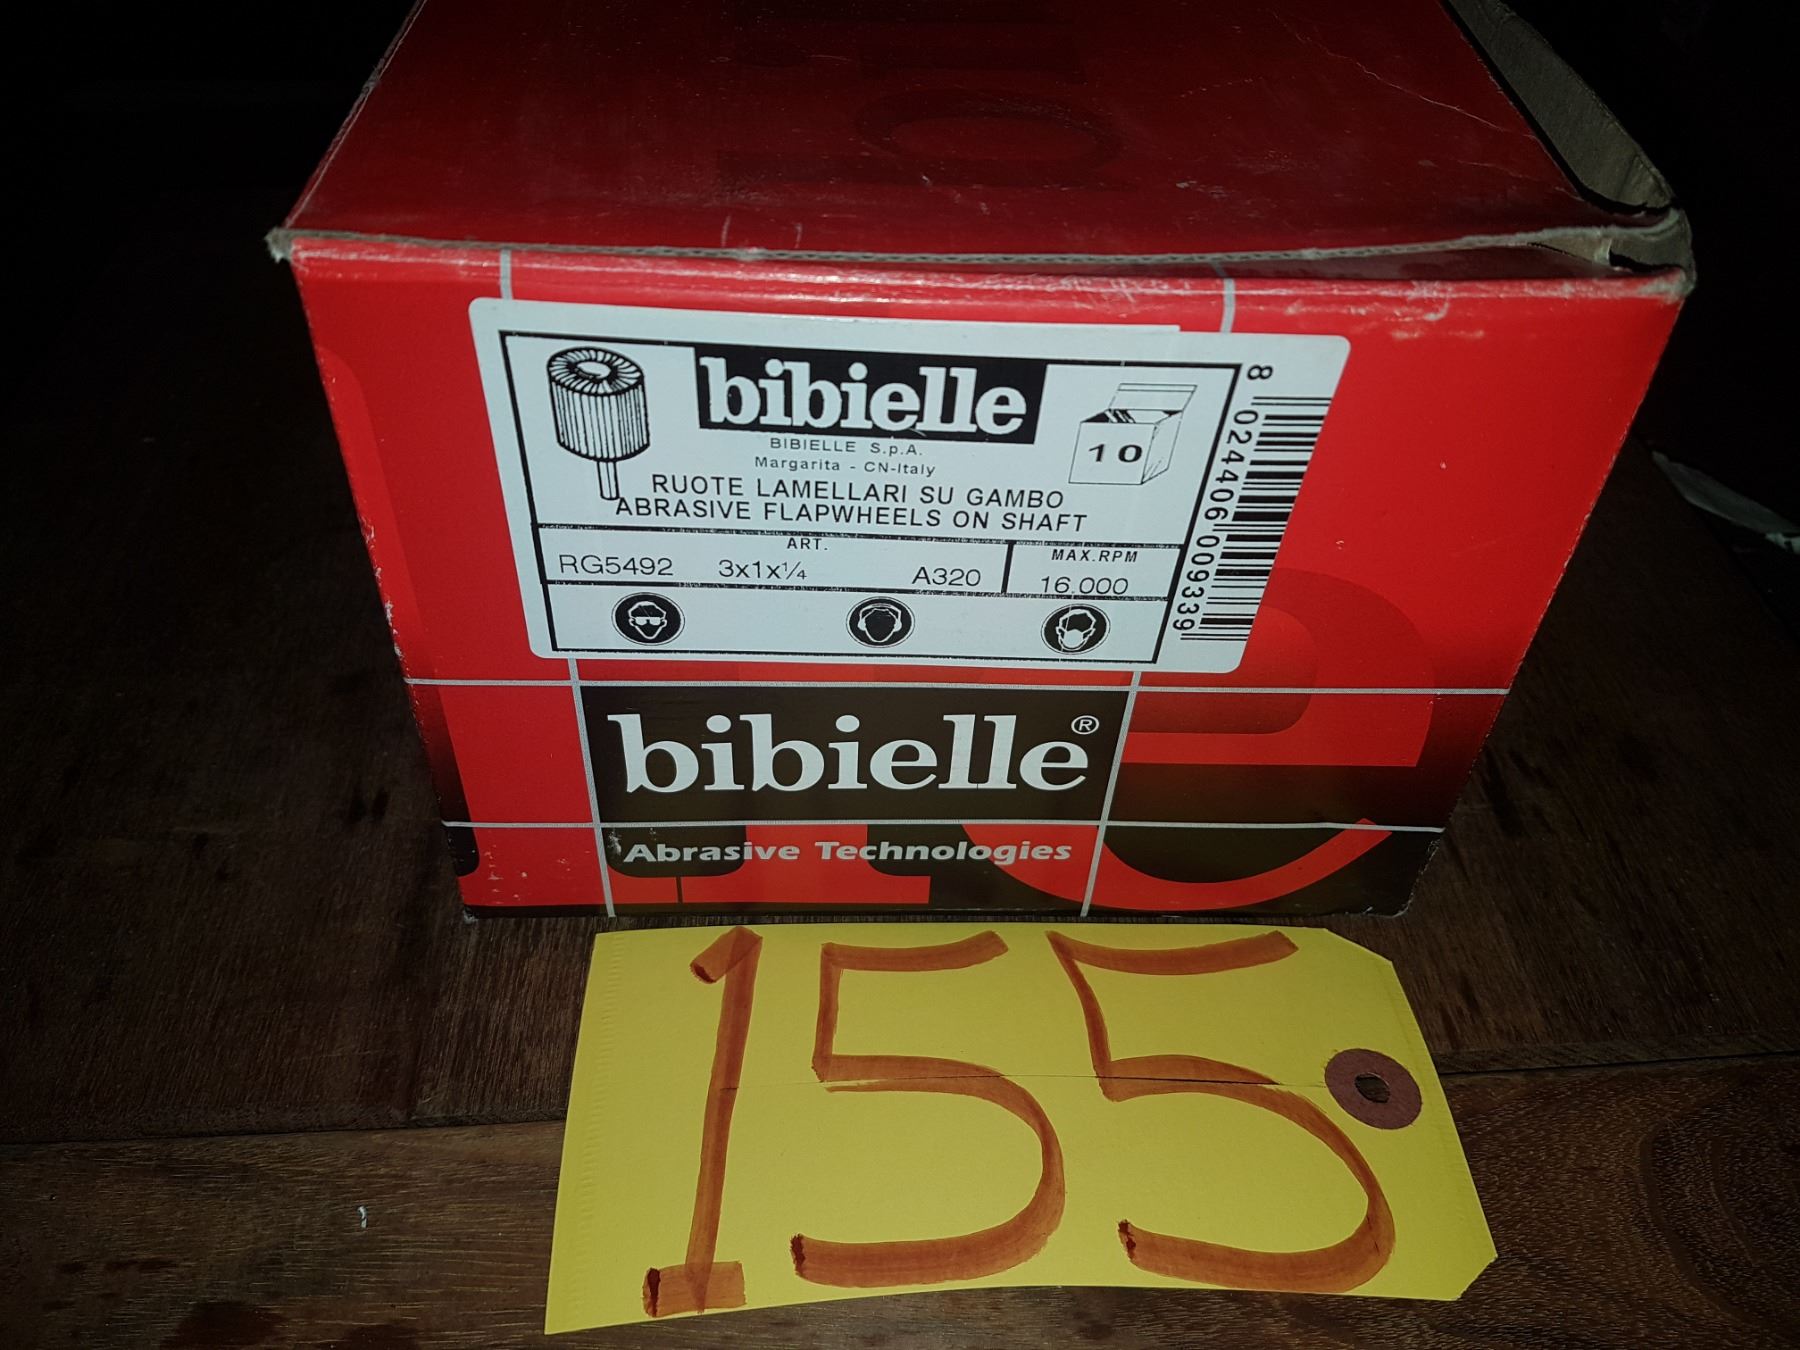 bibielle
BIBIELLE S.p.A.
Margarita - CN-Italy
10
RUOTE LAMELLARI SU GAMBO
ABRASIVE FLAPWHEELS ON SHAFT
ART.
MAX.RPM
RG5492 3x1x¼ A320 16.000
8 024406 009339
bibielle®
Abrasive Technologies
155